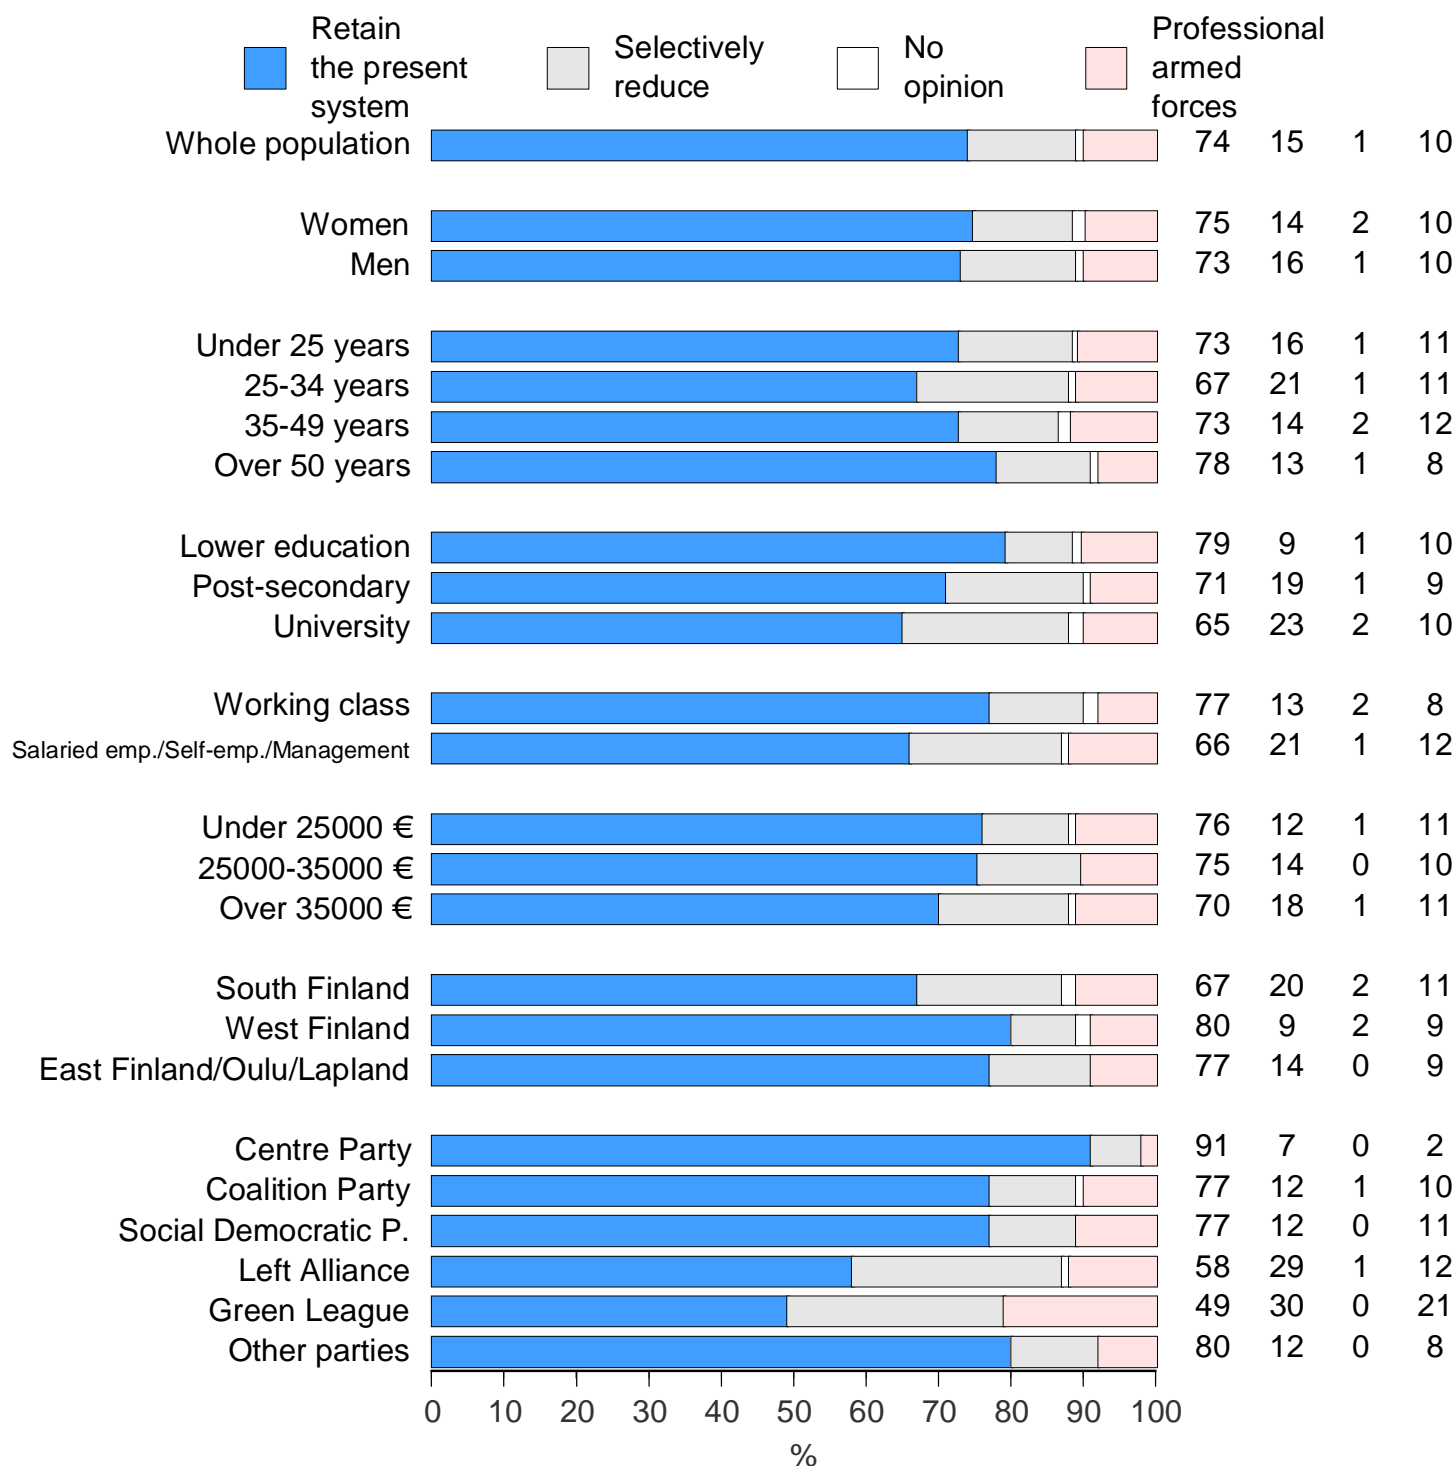 Retain
the present
system
Selectively
reduce
No
opinion
Professional
armed
forces
Whole population 74 15 1 10
Women 75 14 2 10
Men 73 16 1 10
Under 25 years 73 16 1 11
25-34 years 67 21 1 11
35-49 years 73 14 2 12
Over 50 years 78 13 1 8
Lower education 79 9 1 10
Post-secondary 71 19 1 9
University 65 23 2 10
Working class 77 13 2 8
Salaried emp./Self-emp./Management 66 21 1 12
Under 25000 € 76 12 1 11
25000-35000 € 75 14 0 10
Over 35000 € 70 18 1 11
South Finland 67 20 2 11
West Finland 80 9 2 9
East Finland/Oulu/Lapland 77 14 0 9
Centre Party 91 7 0 2
Coalition Party 77 12 1 10
Social Democratic P. 77 12 0 11
Left Alliance 58 29 1 12
Green League 49 30 0 21
Other parties 80 12 0 8
0 10 20 30 40 50 60 70 80 90 100
%